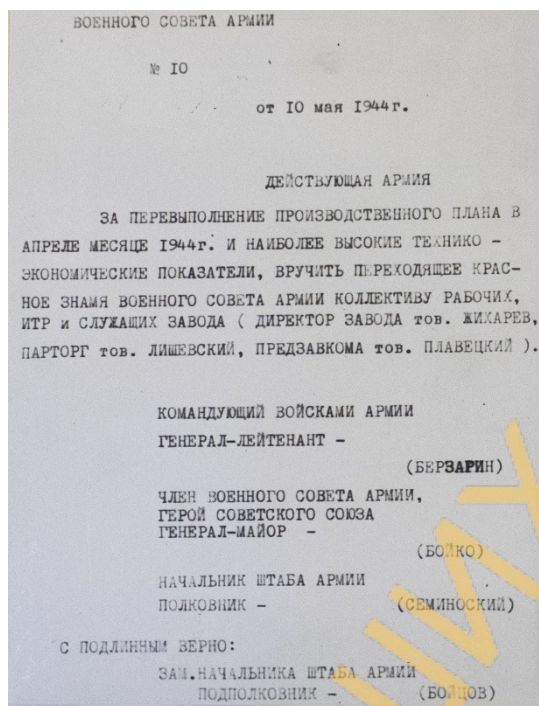 ВОЕННОГО СОВЕТА АРМИИ
№ 10
от 10 мая 1944г.
ДЕЙСТВУЮЩАЯ АРМИЯ
ЗА ПЕРЕВЫПОЛНЕНИЕ ПРОИЗВОДСТВЕННОГО ПЛАНА В
АПРЕЛЕ МЕСЯЦЕ 1944г. И НАИБОЛЕЕ ВЫСОКИЕ ТЕХНИКО -
ЭКОНОМИЧЕСКИЕ ПОКАЗАТЕЛИ, ВРУЧИТЬ ПЕРЕХОДЯЩЕЕ КРАС-
НОЕ ЗНАМЯ ВОЕННОГО СОВЕТА АРМИИ КОЛЛЕКТИВУ РАБОЧИХ,
ИТР и СЛУЖАЩИХ ЗАВОДА ( ДИРЕКТОР ЗАВОДА тов. ЖИХАРЕВ,
ПАРТОРГ тов. ЛИШЕВСКИЙ, ПРЕДЗАВКОМА тов. ПЛАВЕЦКИЙ ).
КОМАНДУЮЩИЙ ВОЙСКАМИ АРМИИ
ГЕНЕРАЛ-ЛЕЙТЕНАНТ -
(БЕРЗАРИН)
ЧЛЕН ВОЕННОГО СОВЕТА АРМИИ,
ГЕРОЙ СОВЕТСКОГО СОЮЗА
ГЕНЕРАЛ-МАЙОР -
(БОЙКО)
НАЧАЛЬНИК ШТАБА АРМИИ
ПОЛКОВНИК - (СЕМИНОСКИЙ)
С ПОДЛИННЫМ ВЕРНО:
ЗАМ.НАЧАЛЬНИКА ШТАБА АРМИИ
ПОДПОЛКОВНИК - (БОЙЦОВ)